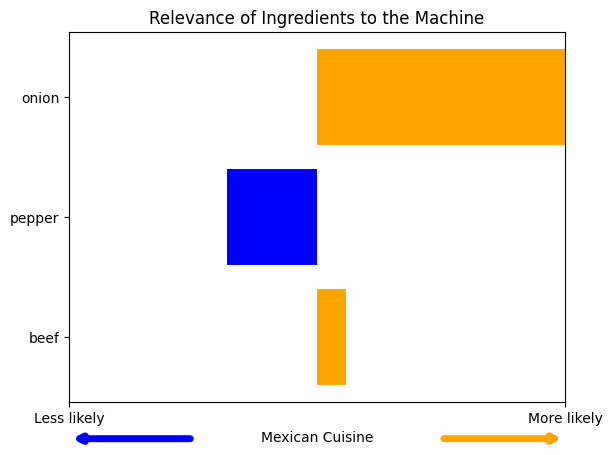 Relevance of Ingredients to the Machine
onion
pepper
beef
Less likely
More likely
Mexican Cuisine